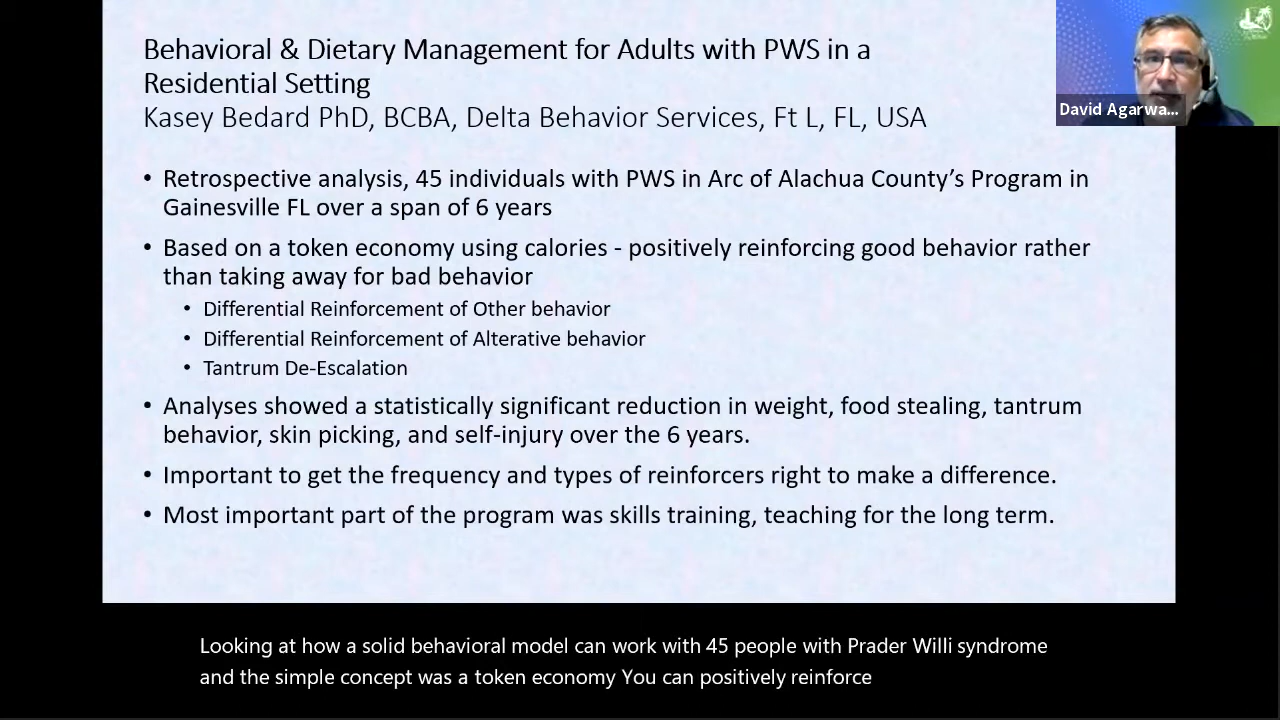 Behavioral & Dietary Management for Adults with PWS in a
Residential Setting
Kasey Bedard PhD, BCBA, Delta Behavior Services, Ft L, FL, USA
David Agarwa...
• Retrospective analysis, 45 individuals with PWS in Arc of Alachua County’s Program in
Gainesville FL over a span of 6 years
• Based on a token economy using calories - positively reinforcing good behavior rather
than taking away for bad behavior
• Differential Reinforcement of Other behavior
• Differential Reinforcement of Alterative behavior
• Tantrum De-Escalation
• Analyses showed a statistically significant reduction in weight, food stealing, tantrum
behavior, skin picking, and self-injury over the 6 years.
• Important to get the frequency and types of reinforcers right to make a difference.
• Most important part of the program was skills training, teaching for the long term.
Looking at how a solid behavioral model can work with 45 people with Prader Willi syndrome
and the simple concept was a token economy You can positively reinforce